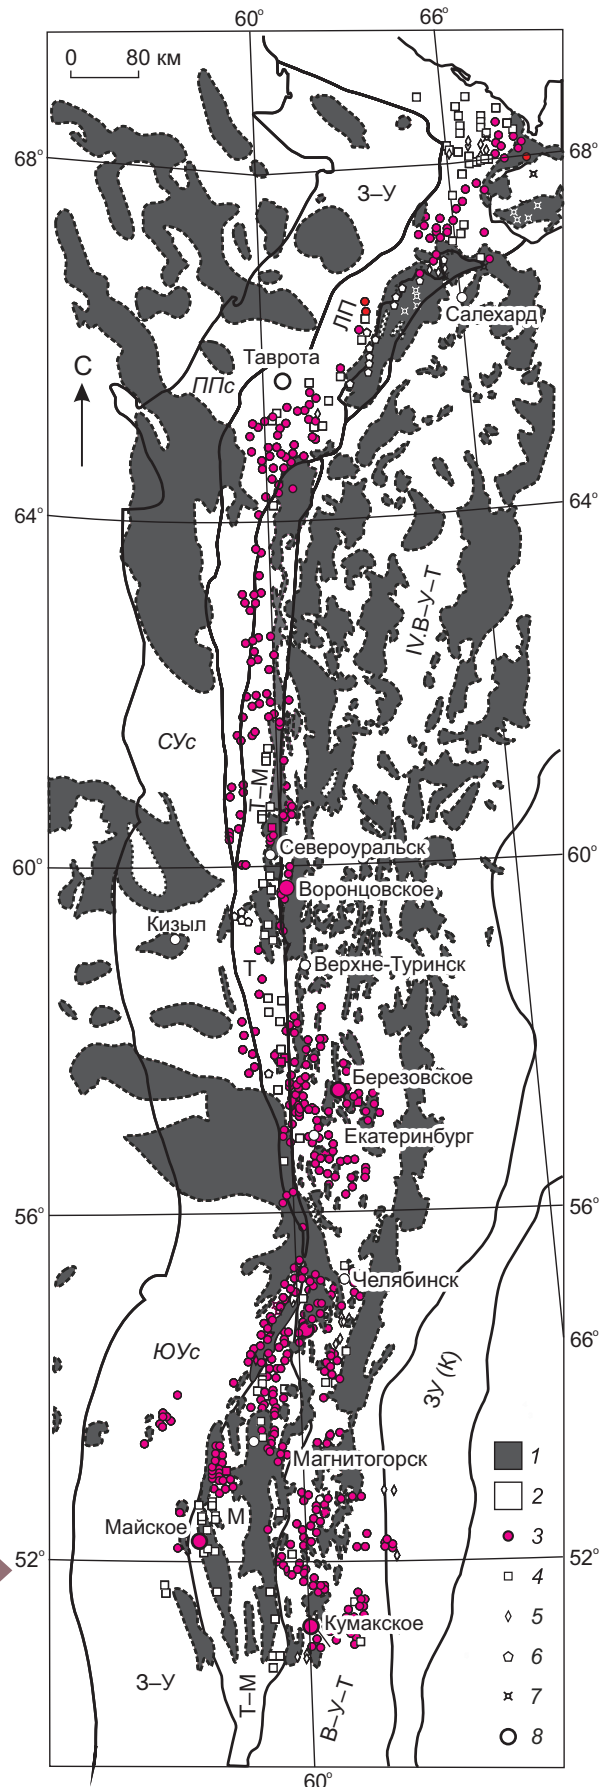 60°
66°
0
80 км
68°
68°
З–У
ЛП
Салехард
С
Таврота
ППс
64°
64°
IV.В–У–Т
СУс
Т–М
Североуральск
60°
60°
Воронцовское
Кизыл
Верхне-Туринск
Т
Березовское
Екатеринбург
56°
56°
Челябинск
66°
ЮУс
ЗУ (К)
1
Магнитогорск
2
М
Майское
3
52°
52°
4
5
Кумакское
6
З–У
Т–М
В–У–Т
7
8
60°